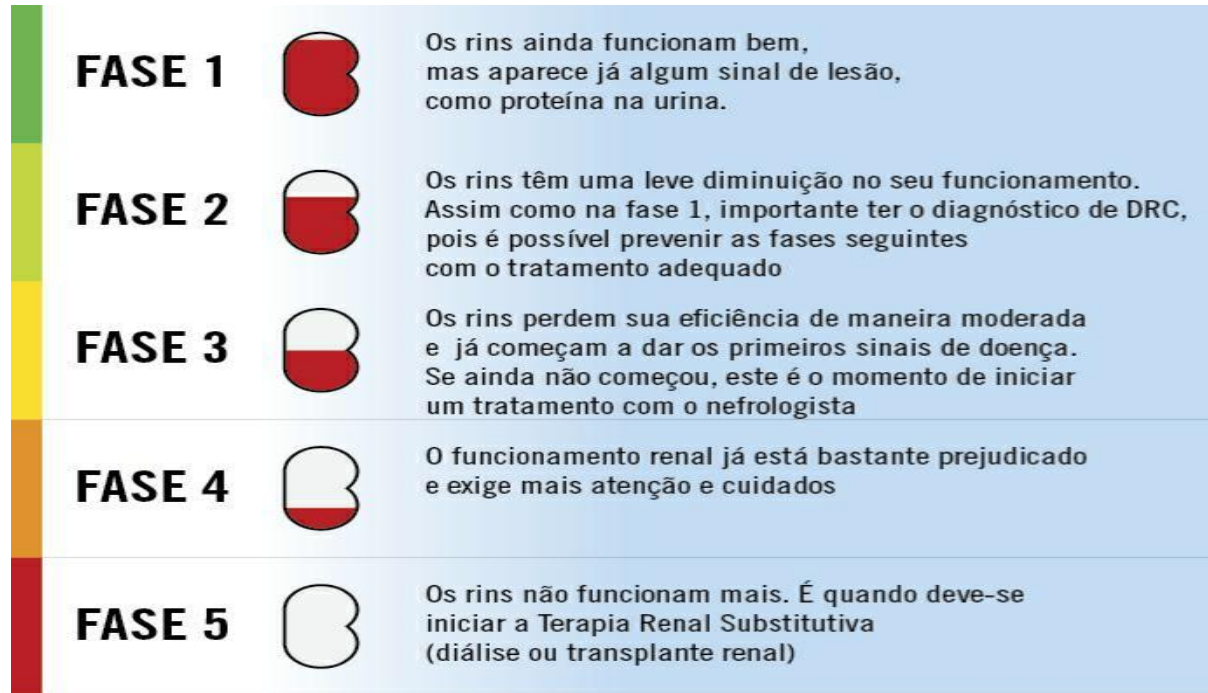 FASE 1
Os rins ainda funcionam bem,
mas aparece já algum sinal de lesão,
como proteína na urina.
FASE 2
Os rins têm uma leve diminuição no seu funcionamento.
Assim como na fase 1, importante ter o diagnóstico de DRC,
pois é possível prevenir as fases seguintes
com o tratamento adequado
FASE 3
Os rins perdem sua eficiência de maneira moderada
e já começam a dar os primeiros sinais de doença.
Se ainda não começou, este é o momento de iniciar
um tratamento com o nefrologista
FASE 4
O funcionamento renal já está bastante prejudicado
e exige mais atenção e cuidados
FASE 5
Os rins não funcionam mais. É quando deve-se
iniciar a Terapia Renal Substitutiva
(diálise ou transplante renal)